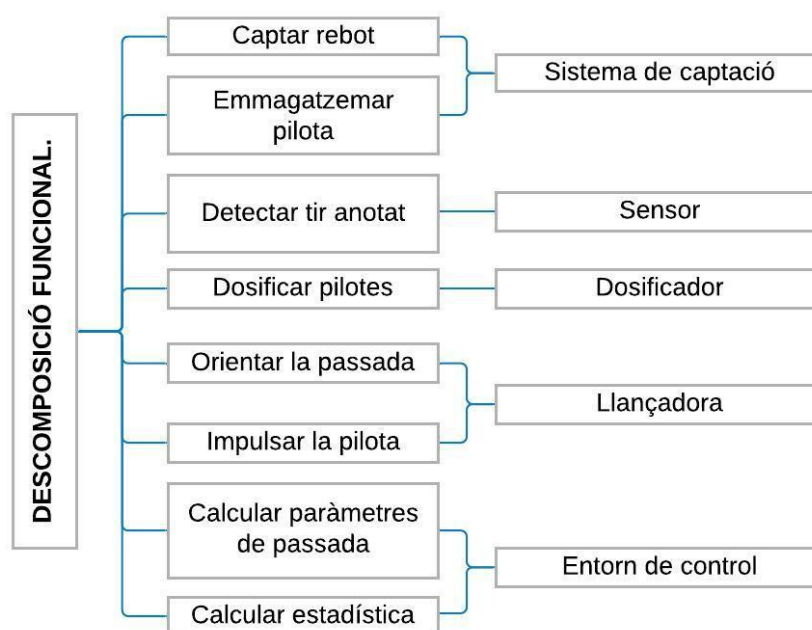 DESCOMPOSICIÓ FUNCIONAL.
Captar rebot
Emmagatzemar
pilota
Sistema de captació
Detectar tir anotat
Sensor
Dosificar pilotes
Dosificador
Orientar la passada
Impulsar la pilota
Llançadora
Calcular paràmetres
de passada
Calcular estadística
Entorn de control